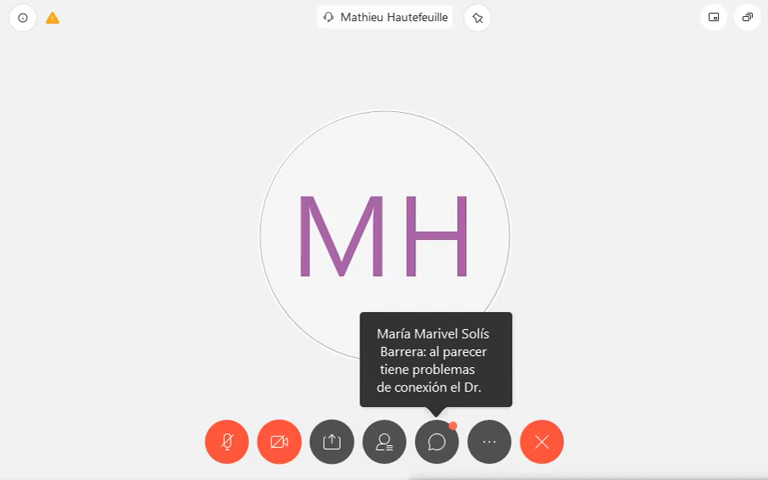 Mathieu Hautefeuille
MH
María Marivel Solís
Barrera: al parecer
tiene problemas
de conexión el Dr.